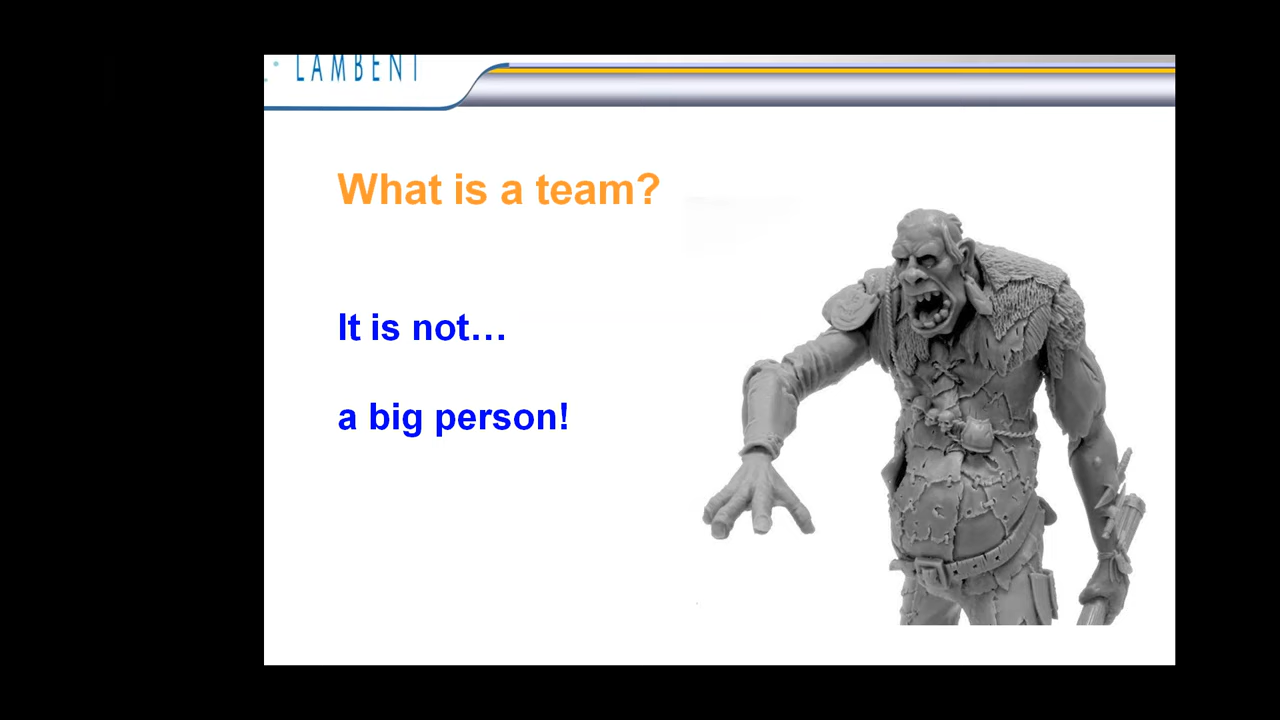 LAMBENT
What is a team?
It is not…
a big person!